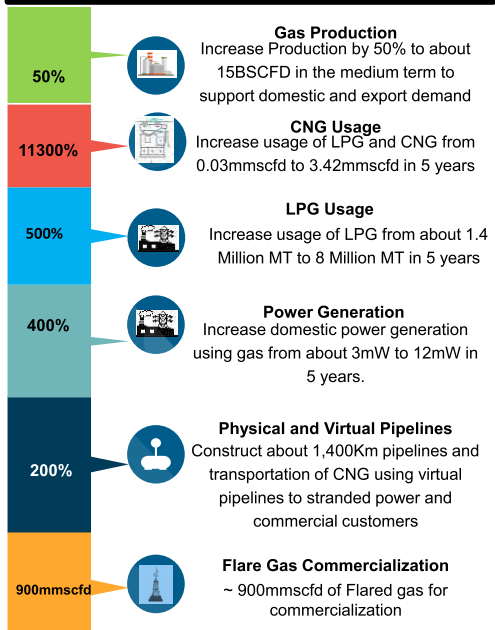 50%
Gas Production
Increase Production by 50% to about
15BSCFD in the medium term to
support domestic and export demand
11300%
CNG Usage
Increase usage of LPG and CNG from
0.03mmscfd to 3.42mmscfd in 5 years
500%
LPG Usage
Increase usage of LPG from about 1.4
Million MT to 8 Million MT in 5 years
400%
Power Generation
Increase domestic power generation
using gas from about 3mW to 12mW in
5 years.
200%
Physical and Virtual Pipelines
Construct about 1,400Km pipelines and
transportation of CNG using virtual
pipelines to stranded power and
commercial customers
900mmscfd
Flare Gas Commercialization
~ 900mmscfd of Flared gas for
commercialization